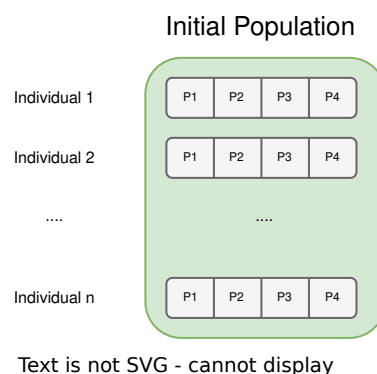 Initial Population
Individual 1 P1 P2 P3 P4
Individual 2 P1 P2 P3 P4
.... ....
Individual n P1 P2 P3 P4
Text is not SVG - cannot display